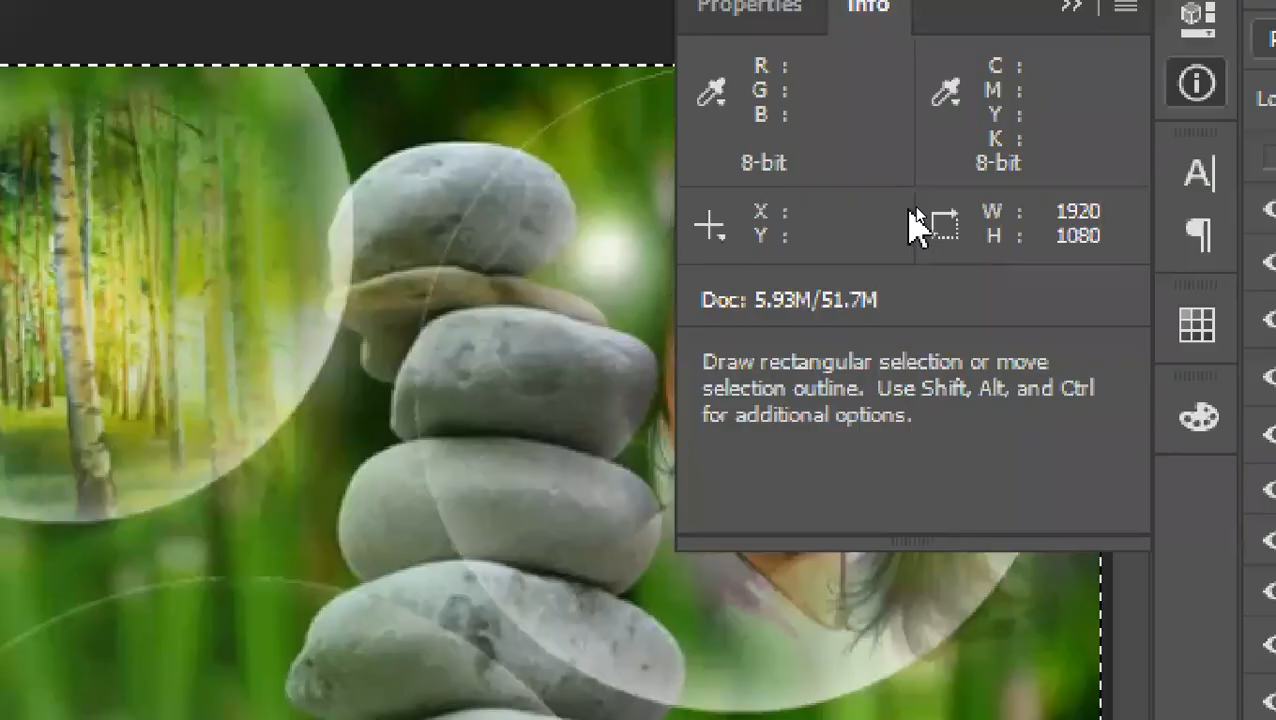 Properties Info
R :
G :
B :
8-bit
C :
M :
Y :
K :
8-bit
X :
Y :
W : 1920
H : 1080
Doc: 5.93M/51.7M
Draw rectangular selection or move
selection outline. Use Shift, Alt, and Ctrl
for additional options.
A
Lo